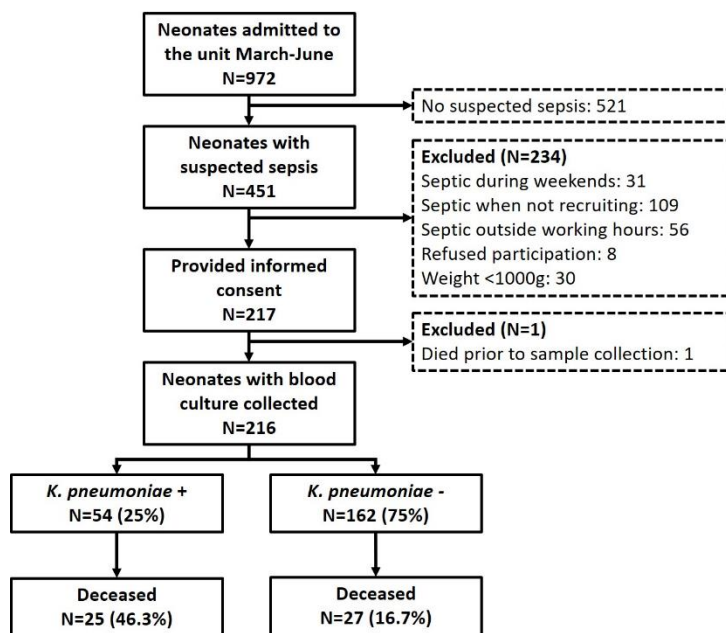 Neonates admitted to
the unit March-June
N=972
No suspected sepsis: 521
Neonates with
suspected sepsis
N=451
Excluded (N=234)
Septic during weekends: 31
Septic when not recruiting: 109
Septic outside working hours: 56
Refused participation: 8
Weight <1000g: 30
Provided informed
consent
N=217
Excluded (N=1)
Died prior to sample collection: 1
Neonates with blood
culture collected
N=216
K. pneumoniae +
N=54 (25%)
K. pneumoniae -
N=162 (75%)
Deceased
N=25 (46.3%)
Deceased
N=27 (16.7%)